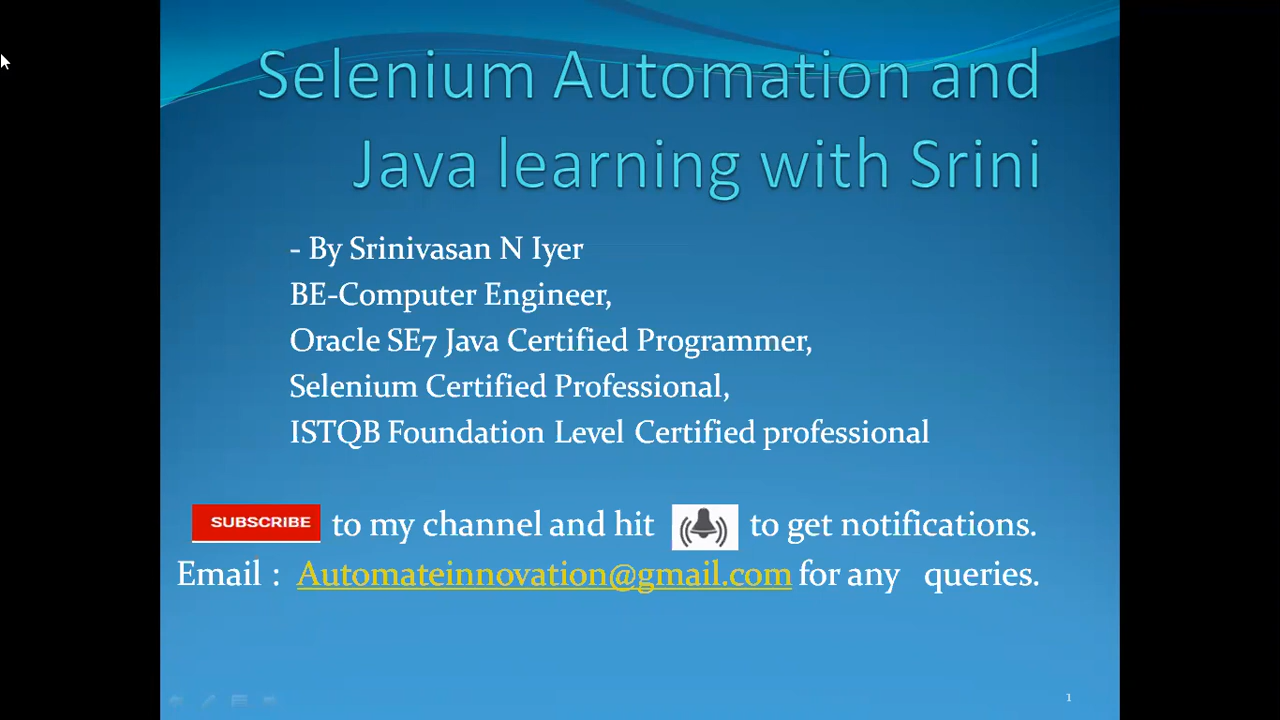 Selenium Automation and
Java learning with Srini
- By Srinivasan N Iyer
BE-Computer Engineer,
Oracle SE7 Java Certified Programmer,
Selenium Certified Professional,
ISTQB Foundation Level Certified professional
SUBSCRIBE to my channel and hit to get notifications.
Email : Automateinnovation@gmail.com for any queries.
1